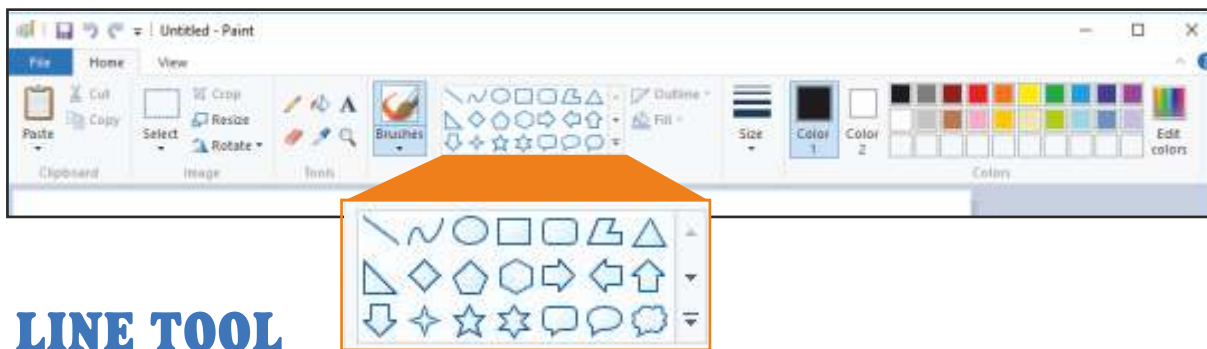 Untitled - Paint
File Home View
Cut
Copy
Paste
Clipboard
Select
Crop
Resize
Rotate
Image
A
Tools
Brushes
Outline
Fill
Size
Color 1
Color 2
Edit colors
Colors
LINE TOOL